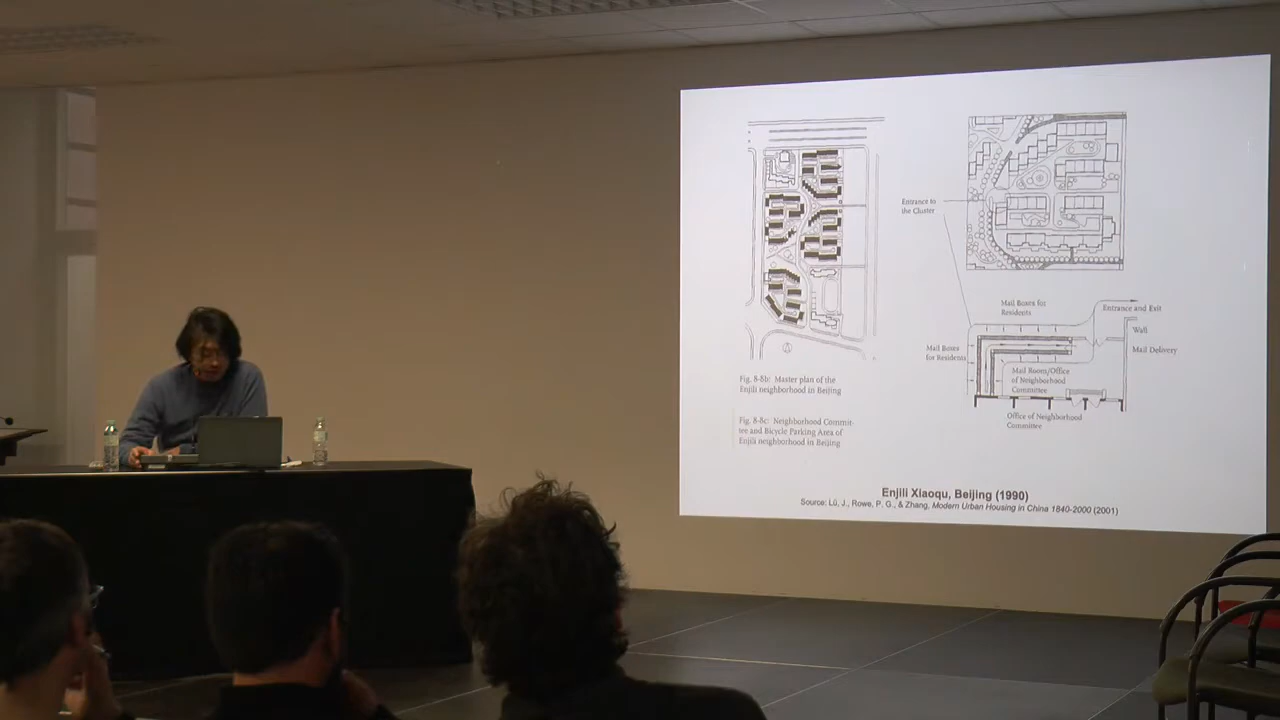 Entrance to
the Cluster
Mail Boxes for
Residents
Entrance and Exit
Wall
Mail Boxes
for Residents
Mail Delivery
Mail Room/Office
of Neighborhood
Committee
Office of Neighborhood
Committee
Fig. 8-8b: Master plan of the
Enjili neighborhood in Beijing
Fig. 8-8c: Neighborhood Commit-
tee and Bicycle Parking Area of
Enjili neighborhood in Beijing
Enjili Xiaoqu, Beijing (1990)
Source: Lü, J., Rowe, P. G., & Zhang, Modern Urban Housing in China 1840-2000 (2001)